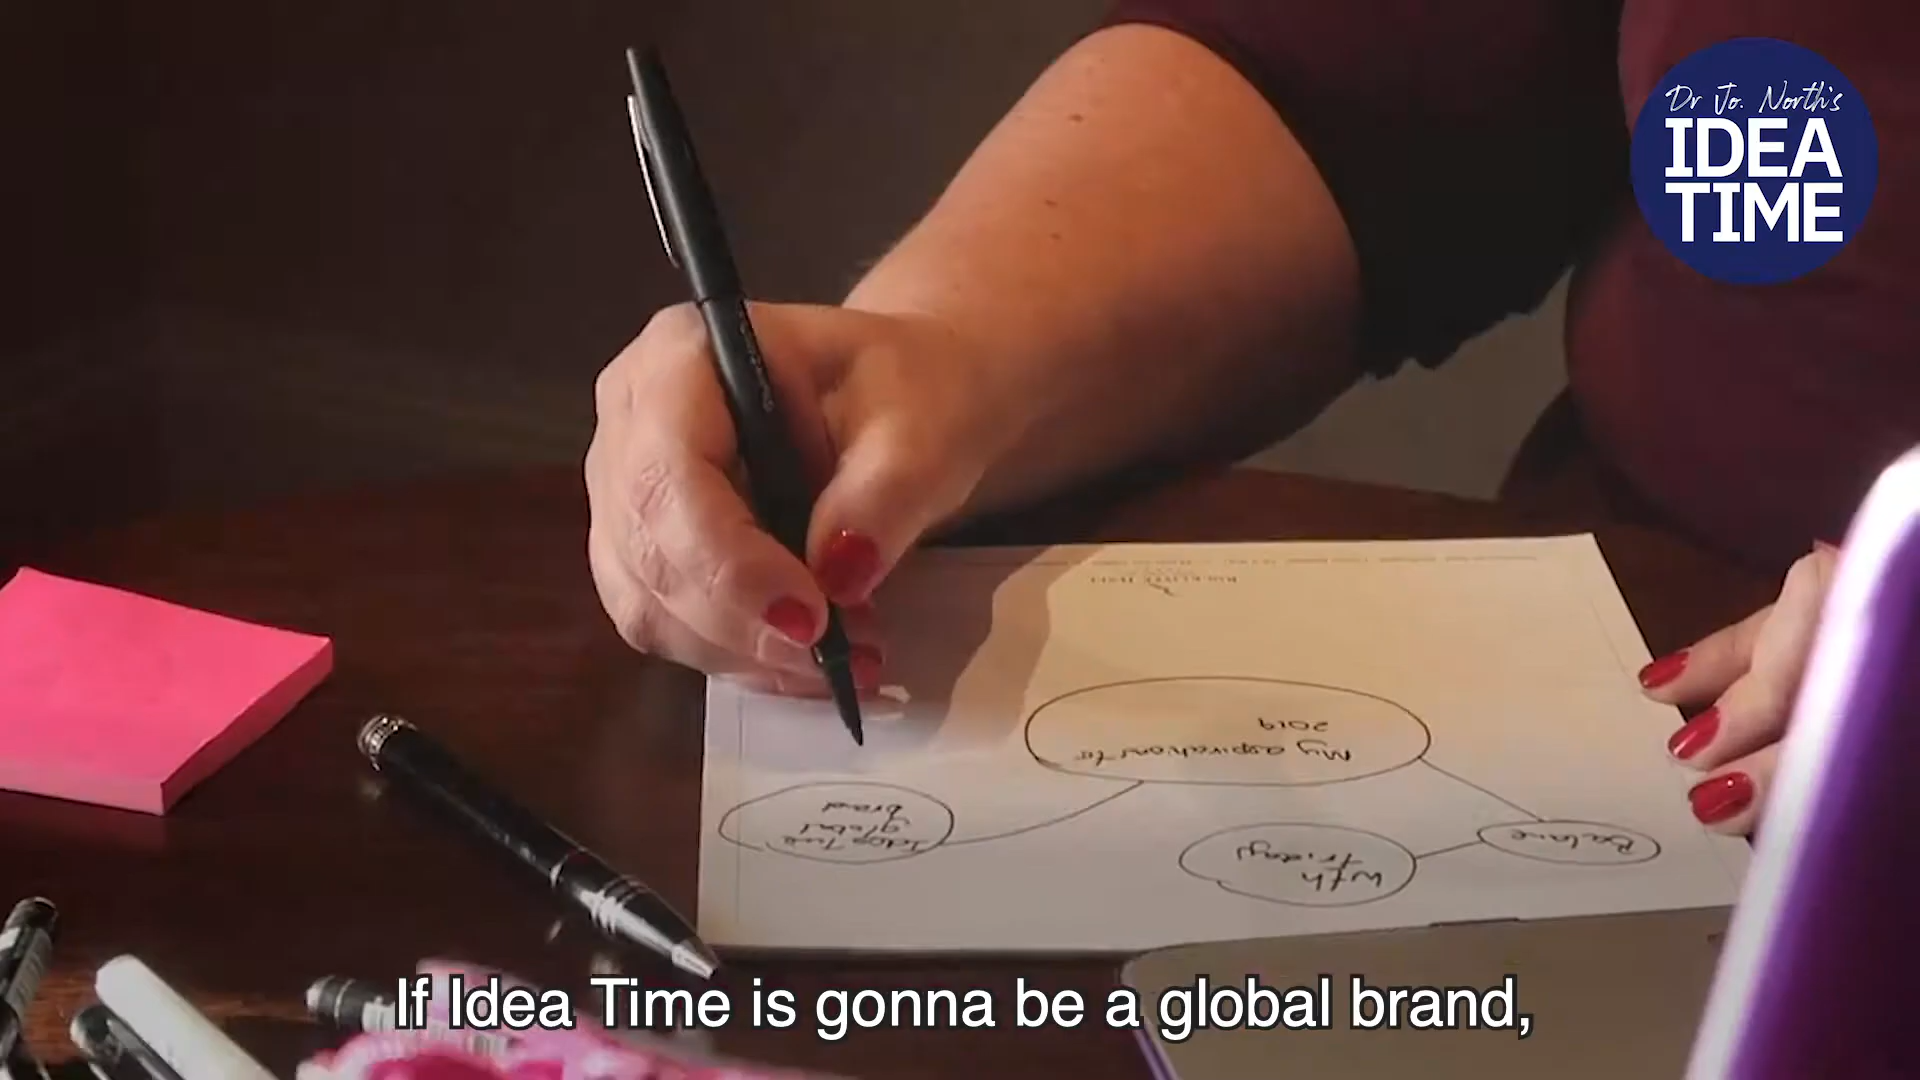 Dr Jo. North's
IDEA
TIME
My aspirations for
2019
Idea Time
global
brand
with
fridays
Balance
If Idea Time is gonna be a global brand,